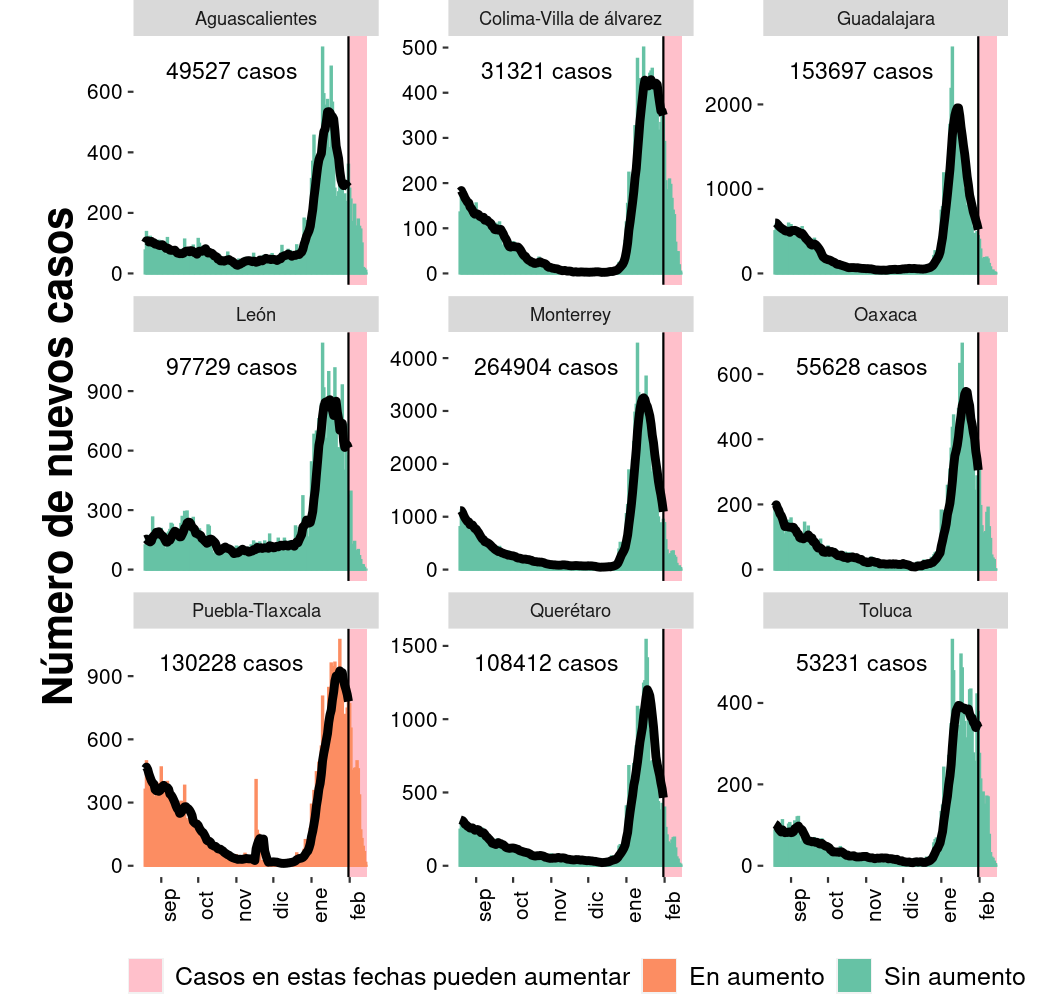 Número de nuevos casos
Aguascalientes
Colima-Villa de álvarez
Guadalajara
49527 casos
31321 casos
153697 casos
600
400
200
0
500
400
300
200
100
0
2000
1000
0
León
Monterrey
Oaxaca
97729 casos
264904 casos
55628 casos
900
600
300
0
4000
3000
2000
1000
0
600
400
200
0
Puebla-Tlaxcala
Querétaro
Toluca
130228 casos
108412 casos
53231 casos
900
600
300
0
1500
1000
500
0
400
200
0
sep oct nov dic ene feb
sep oct nov dic ene feb
sep oct nov dic ene feb
Casos en estas fechas pueden aumentar En aumento Sin aumento